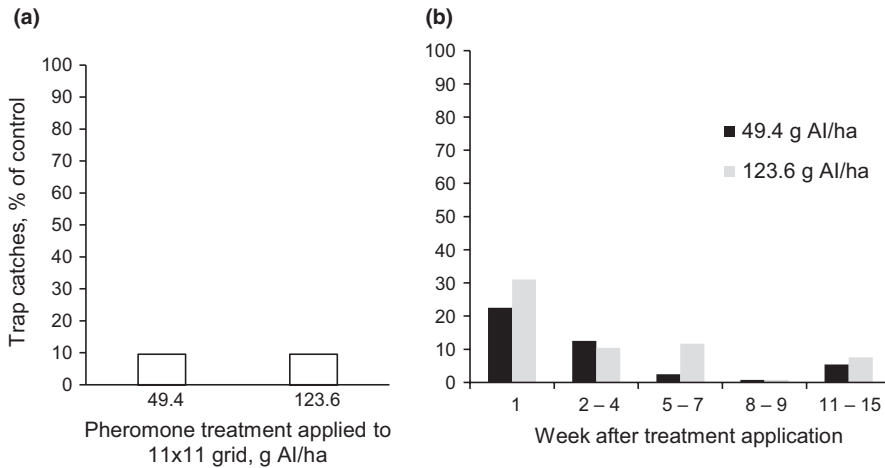 (a)
Trap catches, % of control
100
90
80
70
60
50
40
30
20
10
0
49.4
123.6
Pheromone treatment applied to
11x11 grid, g AI/ha
(b)
100
90
80
70
60
50
40
30
20
10
0
49.4 g AI/ha
123.6 g AI/ha
1
2 – 4
5 – 7
8 – 9
11 – 15
Week after treatment application